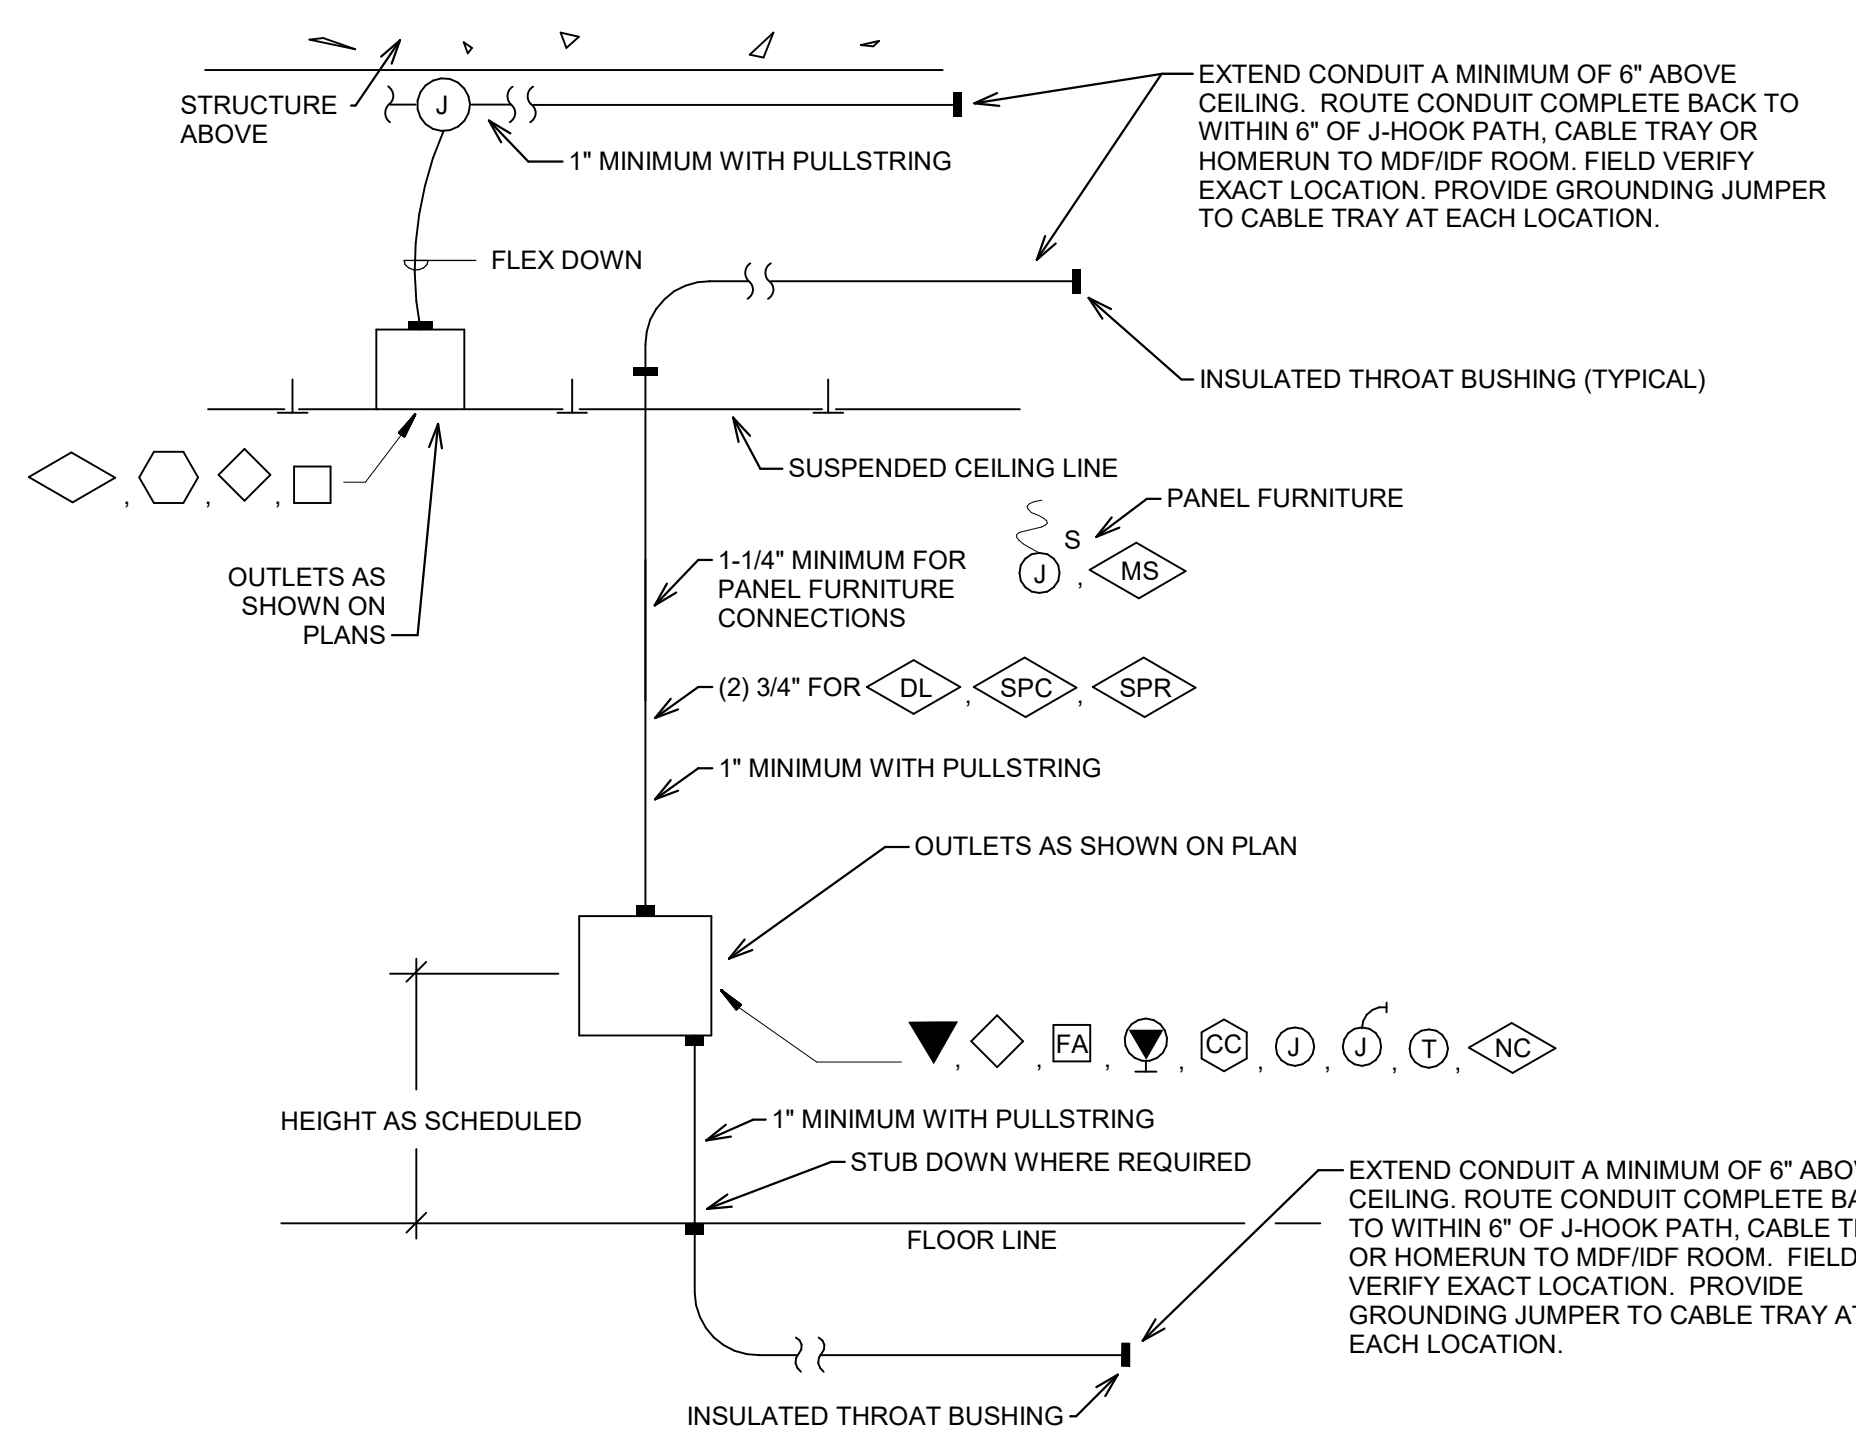 STRUCTURE
ABOVE
J
1" MINIMUM WITH PULLSTRING
EXTEND CONDUIT A MINIMUM OF 6" ABOVE
CEILING. ROUTE CONDUIT COMPLETE BACK TO
WITHIN 6" OF J-HOOK PATH, CABLE TRAY OR
HOMERUN TO MDF/IDF ROOM. FIELD VERIFY
EXACT LOCATION. PROVIDE GROUNDING JUMPER
TO CABLE TRAY AT EACH LOCATION.
FLEX DOWN
INSULATED THROAT BUSHING (TYPICAL)
SUSPENDED CEILING LINE
, , ,
PANEL FURNITURE
S
J , MS
1-1/4" MINIMUM FOR
PANEL FURNITURE
CONNECTIONS
OUTLETS AS
SHOWN ON
PLANS
(2) 3/4" FOR DL , SPC , SPR
1" MINIMUM WITH PULLSTRING
OUTLETS AS SHOWN ON PLAN
, , FA , , CC , J , J , T , NC
HEIGHT AS SCHEDULED
1" MINIMUM WITH PULLSTRING
STUB DOWN WHERE REQUIRED
FLOOR LINE
EXTEND CONDUIT A MINIMUM OF 6"
CEILING. ROUTE CONDUIT COMPLETE
TO WITHIN 6" OF J-HOOK PATH, CABLE
OR HOMERUN TO MDF/IDF ROOM. FIELD
VERIFY EXACT LOCATION. PROVIDE
GROUNDING JUMPER TO CABLE TRAY AT
EACH LOCATION.
INSULATED THROAT BUSHING